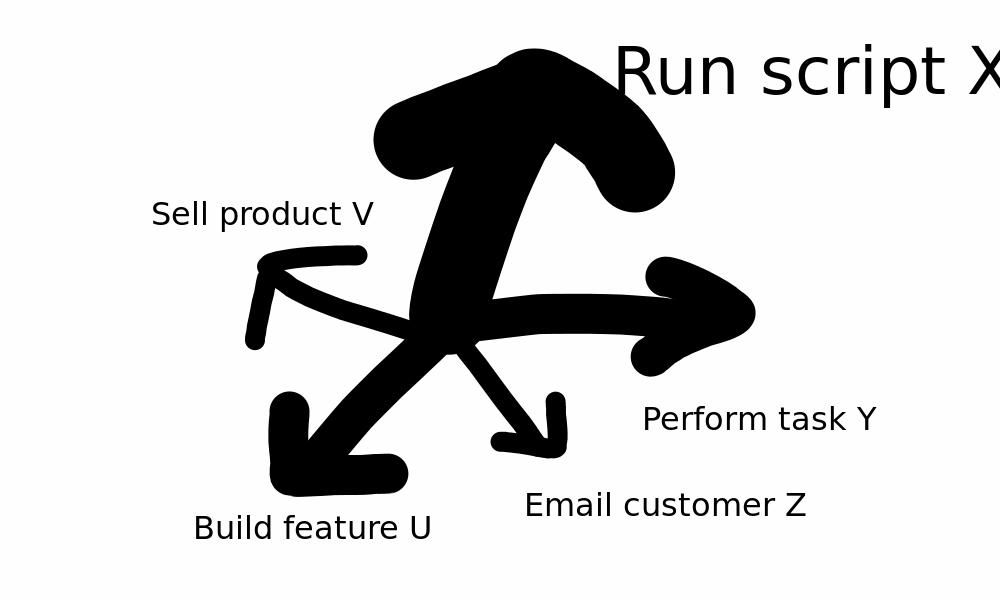 Run script X
Sell product V
Perform task Y
Email customer Z
Build feature U